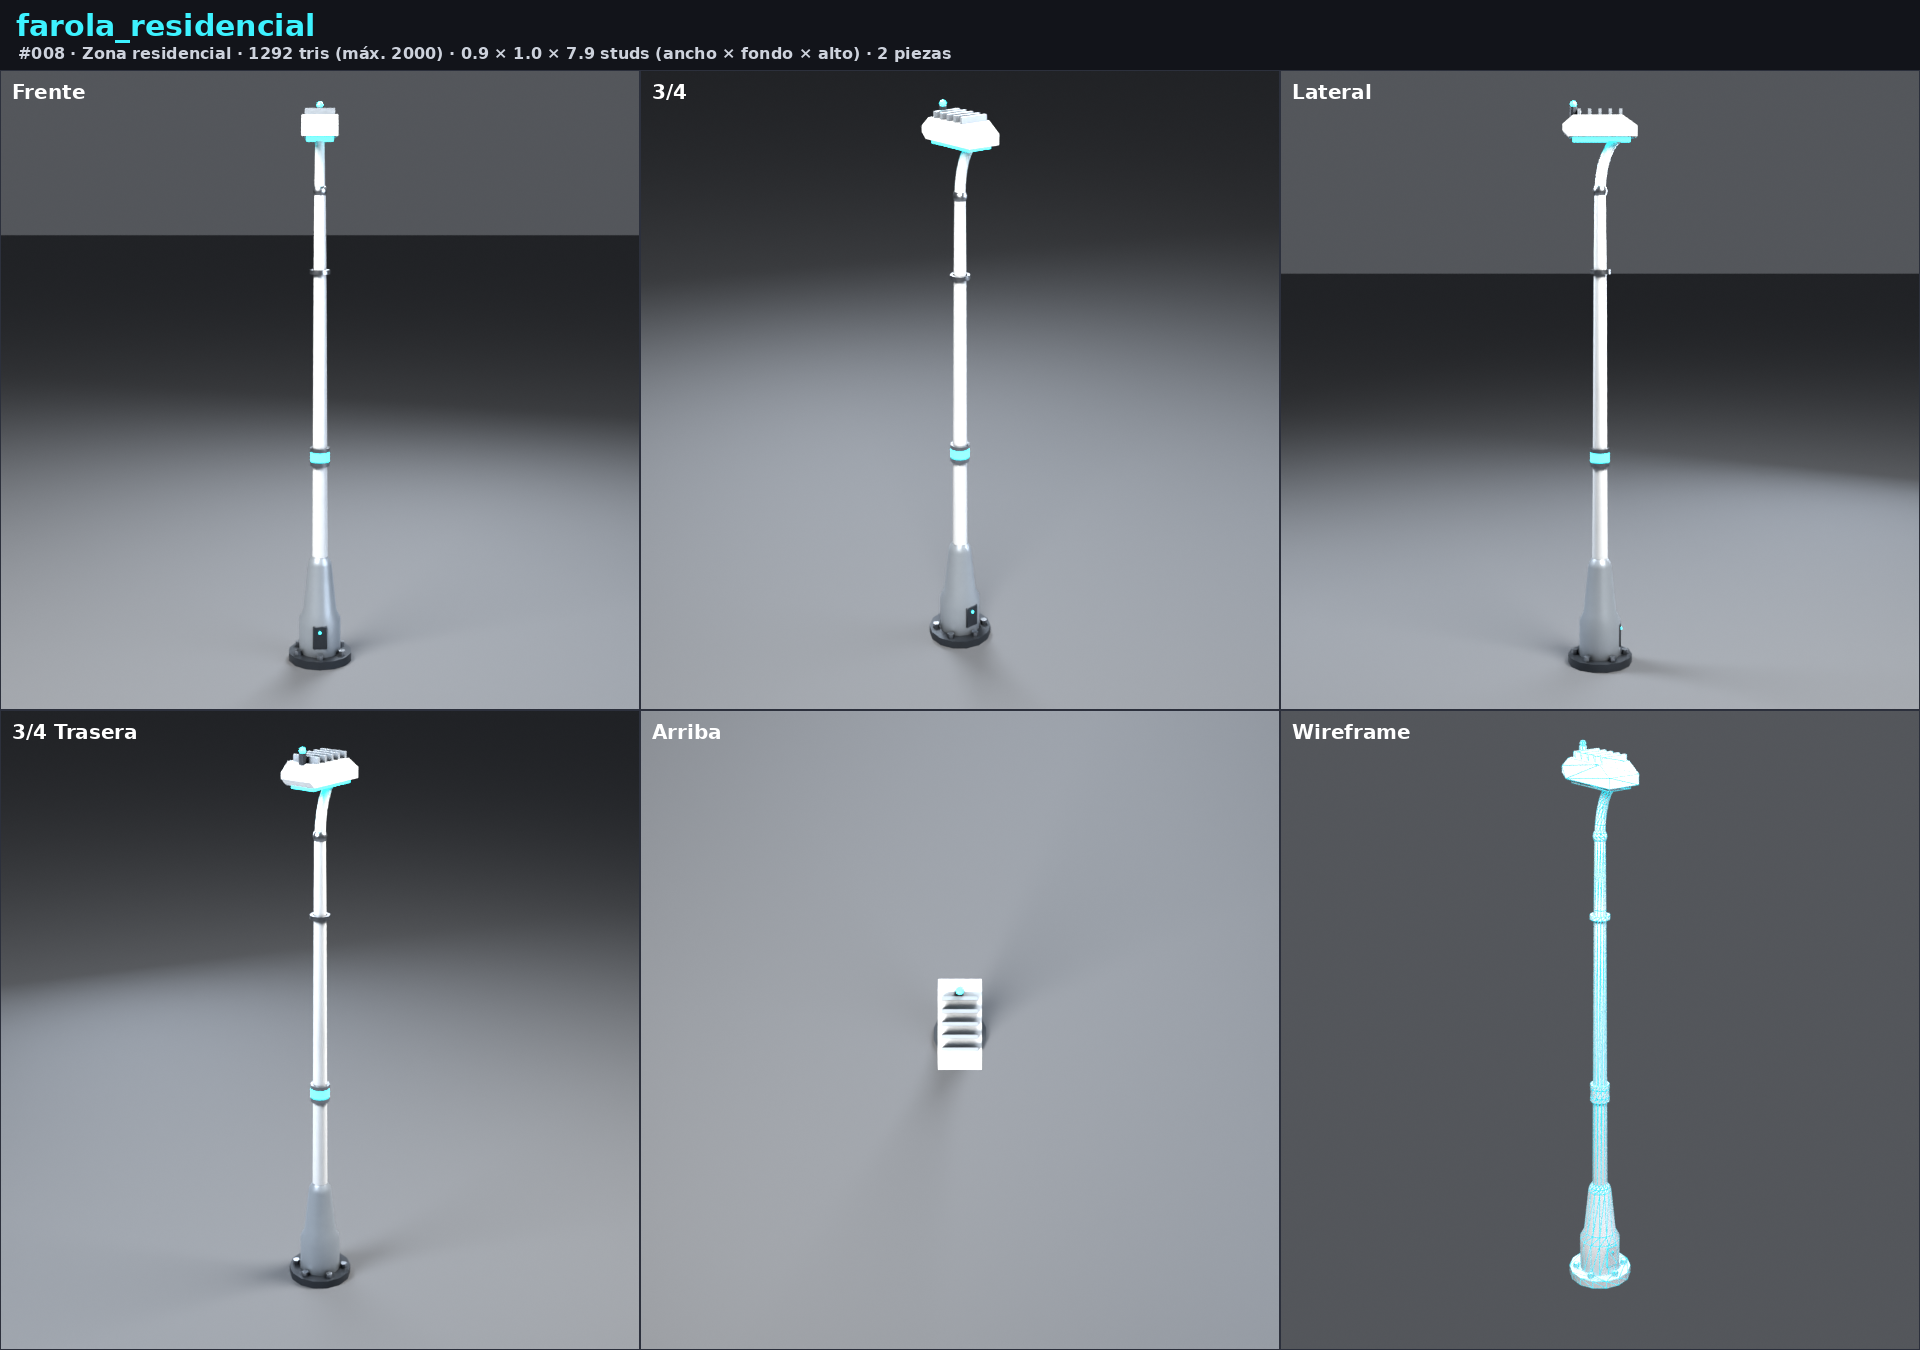 farola_residencial
#008 · Zona residencial · 1292 tris (máx. 2000) · 0.9 × 1.0 × 7.9 studs (ancho × fondo × alto) · 2 piezas
Frente
3/4
Lateral
3/4 Trasera
Arriba
Wireframe